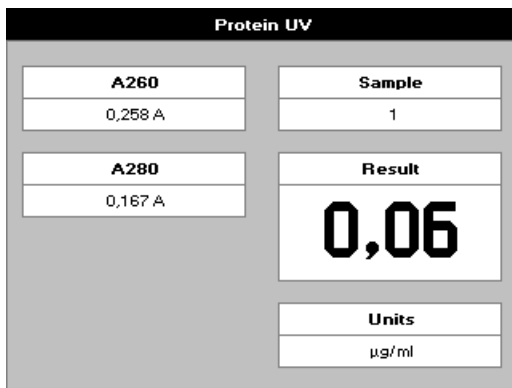 Protein UV
A260
0,258 A
A280
0,167 A
Sample
1
Result
0,06
Units
µg/ml